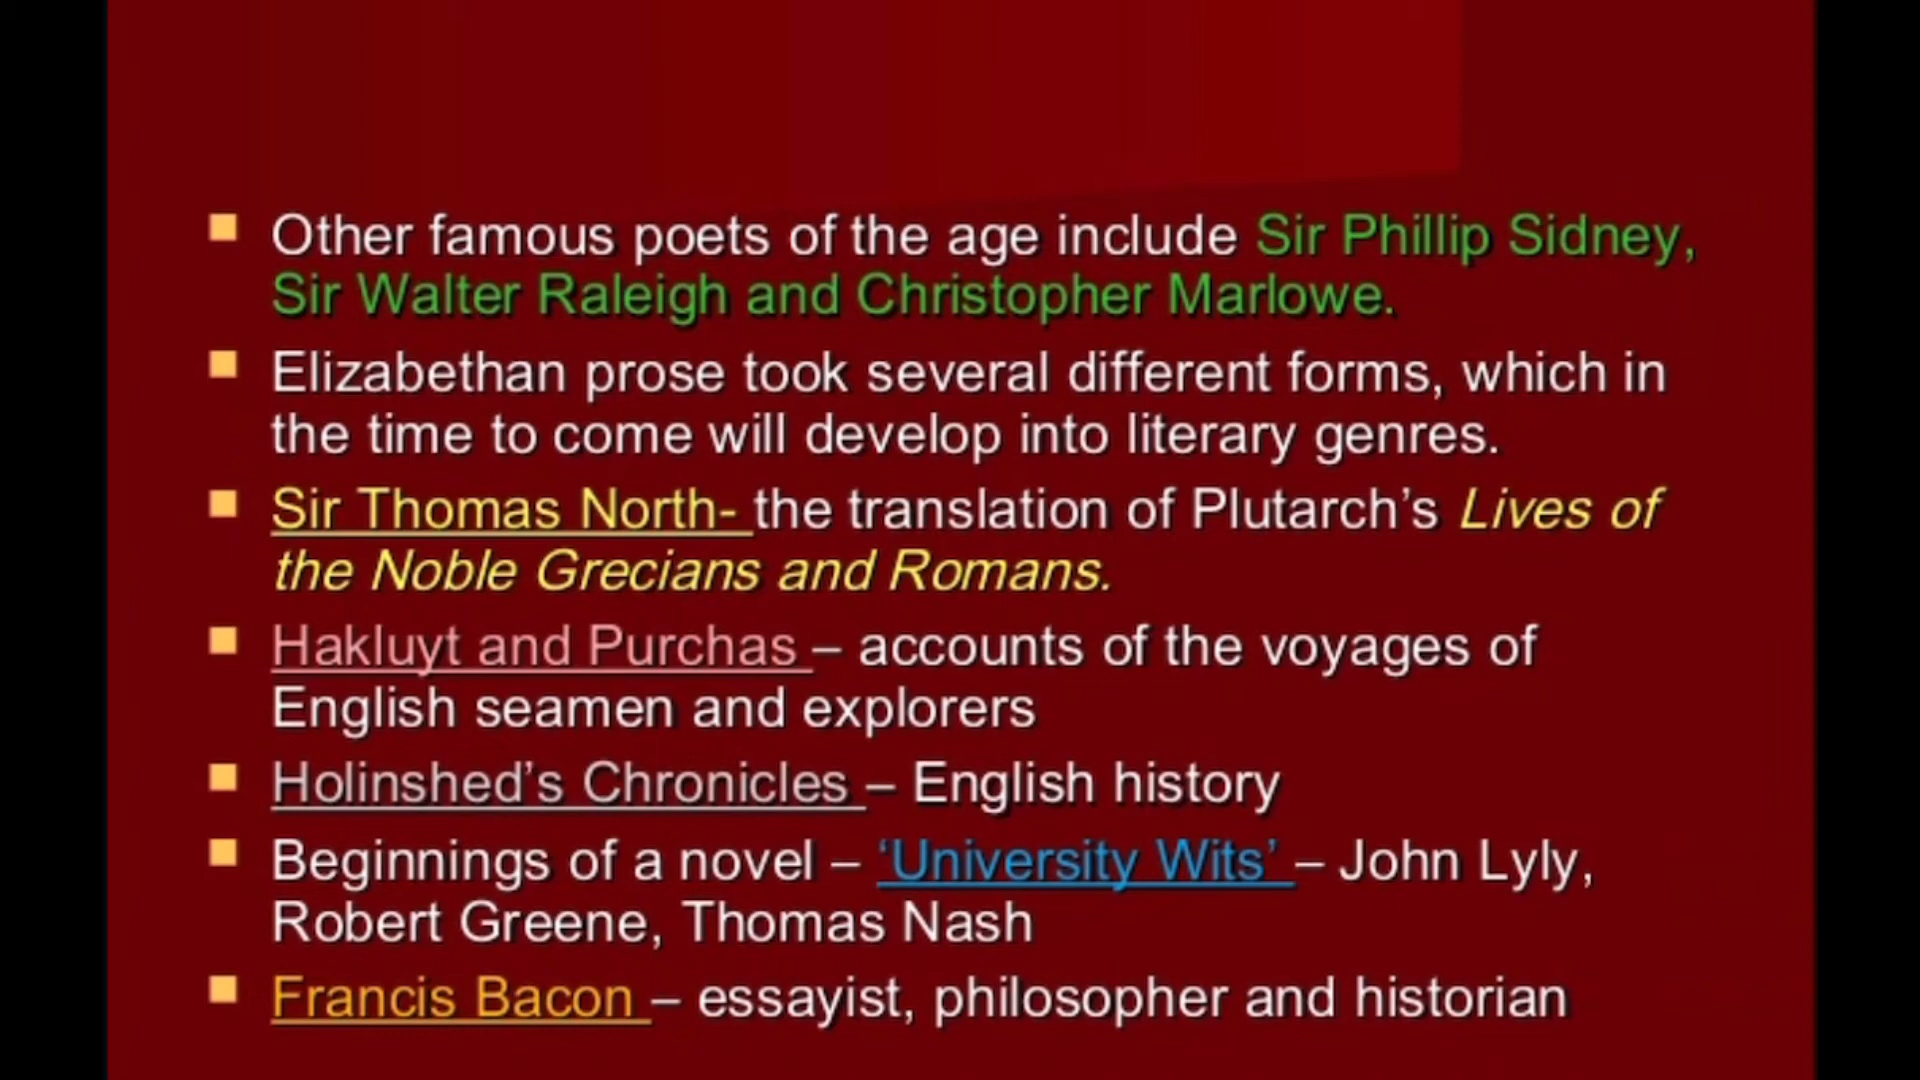 Other famous poets of the age include Sir Phillip Sidney,
Sir Walter Raleigh and Christopher Marlowe.
Elizabethan prose took several different forms, which in
the time to come will develop into literary genres.
Sir Thomas North- the translation of Plutarch’s Lives of
the Noble Grecians and Romans.
Hakluyt and Purchas – accounts of the voyages of
English seamen and explorers
Holinshed’s Chronicles – English history
Beginnings of a novel – ‘University Wits’ – John Lyly,
Robert Greene, Thomas Nash
Francis Bacon – essayist, philosopher and historian